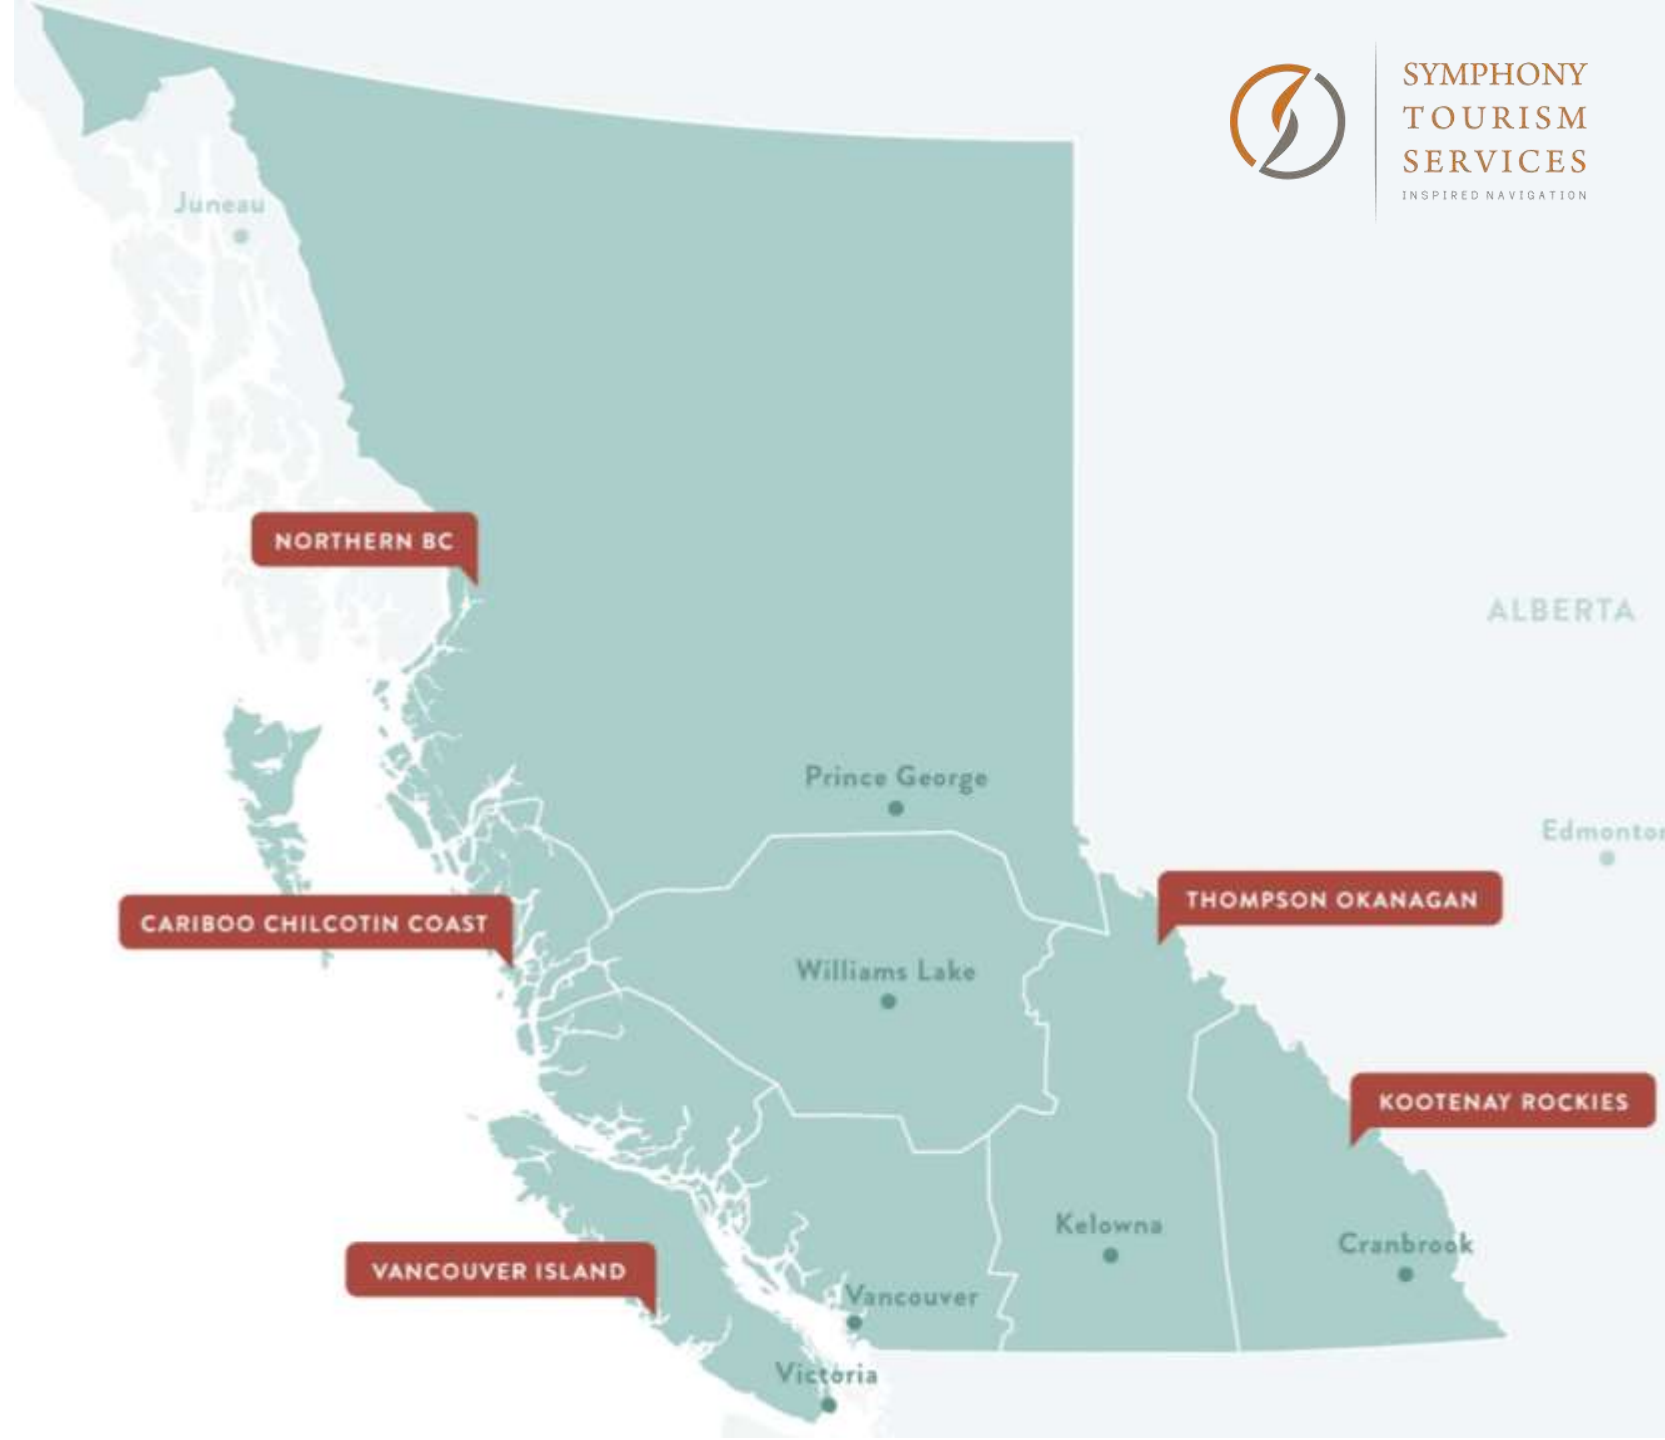 SYMPHONY
TOURISM
SERVICES
INSPIRED NAVIGATION
Juneau
NORTHERN BC
ALBERTA
Prince George
Edmonton
THOMPSON OKANAGAN
CARIBOO CHILCOTIN COAST
Williams Lake
KOOTENAY ROCKIES
Kelowna
Cranbrook
VANCOUVER ISLAND
Vancouver
Victoria